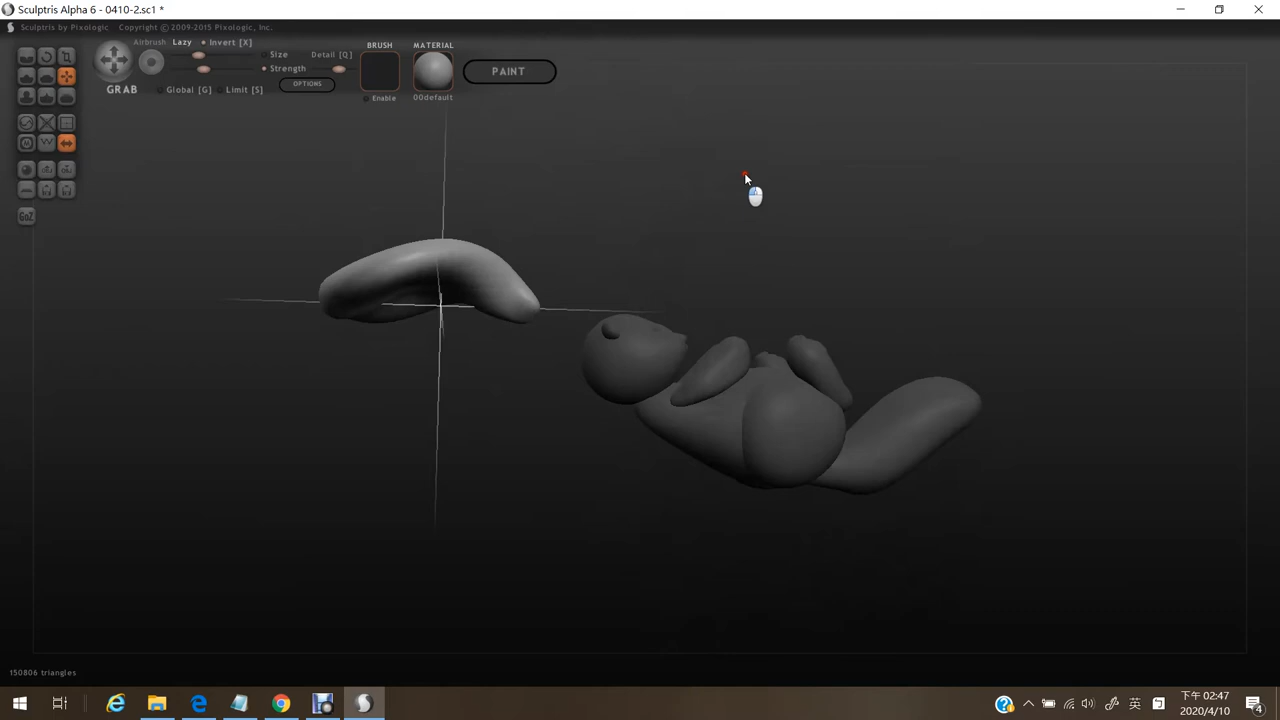 Sculptris Alpha 6 - 0410-2.sc1 *
Sculptris by Pixologic Copyright © 2009-2015 Pixologic, Inc.
Airbrush Lazy Invert [X] BRUSH MATERIAL
Size Detail [Q]
Strength PAINT
GRAB Global [G] Limit [S] OPTIONS
Enable 00default
GoZ
150806 triangles
英 下午 02:47
2020/4/10 4